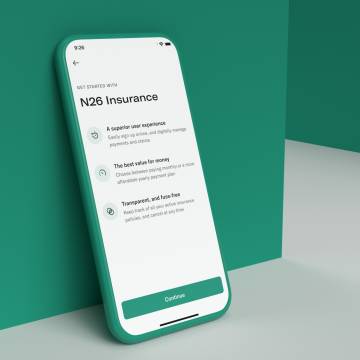 9:26
GET STARTED WITH
N26 Insurance
A superior user experience
Easily sign up online, and digitally manage
payments and claims
The best value for money
Choose between paying monthly or a more
affordable yearly payment plan
Transparent, and fuss-free
Keep track of all your active insurance
policies, and cancel at any time
Continue